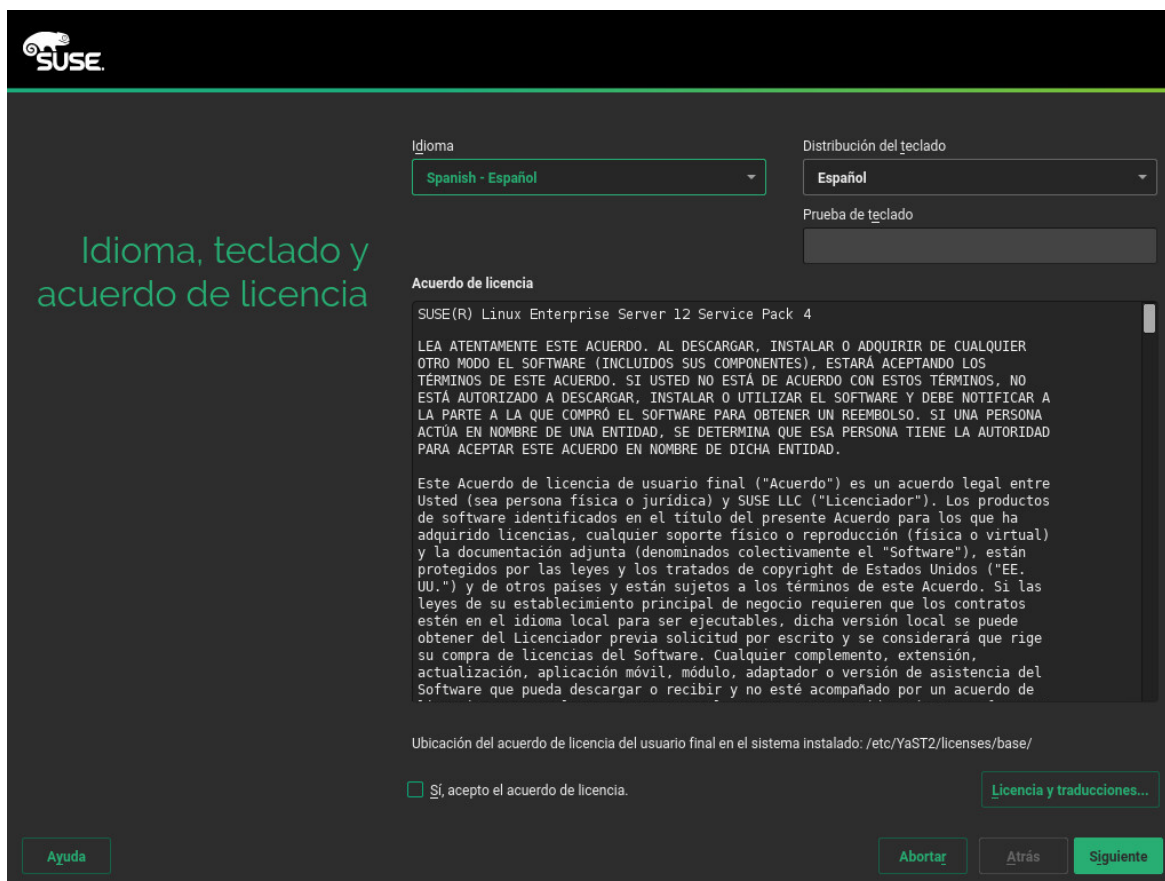 SUSE.
Idioma
Distribución del teclado
Spanish - Español
Español
Prueba de teclado
Idioma, teclado y
acuerdo de licencia
Acuerdo de licencia
SUSE(R) Linux Enterprise Server 12 Service Pack 4
LEA ATENTAMENTE ESTE ACUERDO. AL DESCARGAR, INSTALAR O ADQUIRIR DE CUALQUIER
OTRO MODO EL SOFTWARE (INCLUIDOS SUS COMPONENTES), ESTARÁ ACEPTANDO LOS
TÉRMINOS DE ESTE ACUERDO. SI USTED NO ESTÁ DE ACUERDO CON ESTOS TÉRMINOS, NO
ESTÁ AUTORIZADO A DESCARGAR, INSTALAR O UTILIZAR EL SOFTWARE Y DEBE NOTIFICAR A
LA PARTE A LA QUE COMPRÓ EL SOFTWARE PARA OBTENER UN REEMBOLSO. SI UNA PERSONA
ACTÚA EN NOMBRE DE UNA ENTIDAD, SE DETERMINA QUE ESA PERSONA TIENE LA AUTORIDAD
PARA ACEPTAR ESTE ACUERDO EN NOMBRE DE DICHA ENTIDAD.
Este Acuerdo de licencia de usuario final ("Acuerdo") es un acuerdo legal entre
Usted (sea persona física o jurídica) y SUSE LLC ("Licenciador"). Los productos
de software identificados en el título del presente Acuerdo para los que ha
adquirido licencias, cualquier soporte físico o reproducción (física o virtual)
y la documentación adjunta (denominados colectivamente el "Software"), están
protegidos por las leyes y los tratados de copyright de Estados Unidos ("EE.
UU.") y de otros países y están sujetos a los términos de este Acuerdo. Si las
leyes de su establecimiento principal de negocio requieren que los contratos
estén en el idioma local para ser ejecutables, dicha versión local se puede
obtener del Licenciador previa solicitud por escrito y se considerará que rige
su compra de licencias del Software. Cualquier complemento, extensión,
actualización, aplicación móvil, módulo, adaptador o versión de asistencia del
Software que pueda descargar o recibir y no esté acompañado por un acuerdo de
Ubicación del acuerdo de licencia del usuario final en el sistema instalado: /etc/YaST2/licenses/base/
Sí, acepto el acuerdo de licencia.
Licencia y traducciones...
Ayuda
Abortar
Atrás
Siguiente